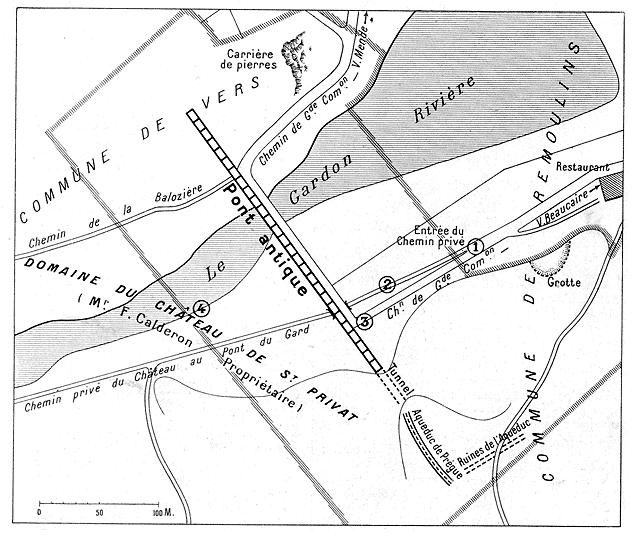 Carrière
de pierres
V. Mende
Chemin de Gde Comon
COMMUNE DE VERS
Rivière
Gardon
Le
REMOULINS
Restaurant
V. Beaucaire
Chemin de la Balozière
Pont antique
Entrée du
Chemin privé
1
2
3
4
Chn de Gde Comon
Grotte
DOMAINE DU CHÂTEAU
DE ST PRIVAT
( Mr F. Calderon
Propriétaire )
Chemin privé du Château au Pont du Gard
Tunnel
Aqueduc de Prégue
Ruines de l'Aqueduc
COMMUNE DE
0 50 100 M.